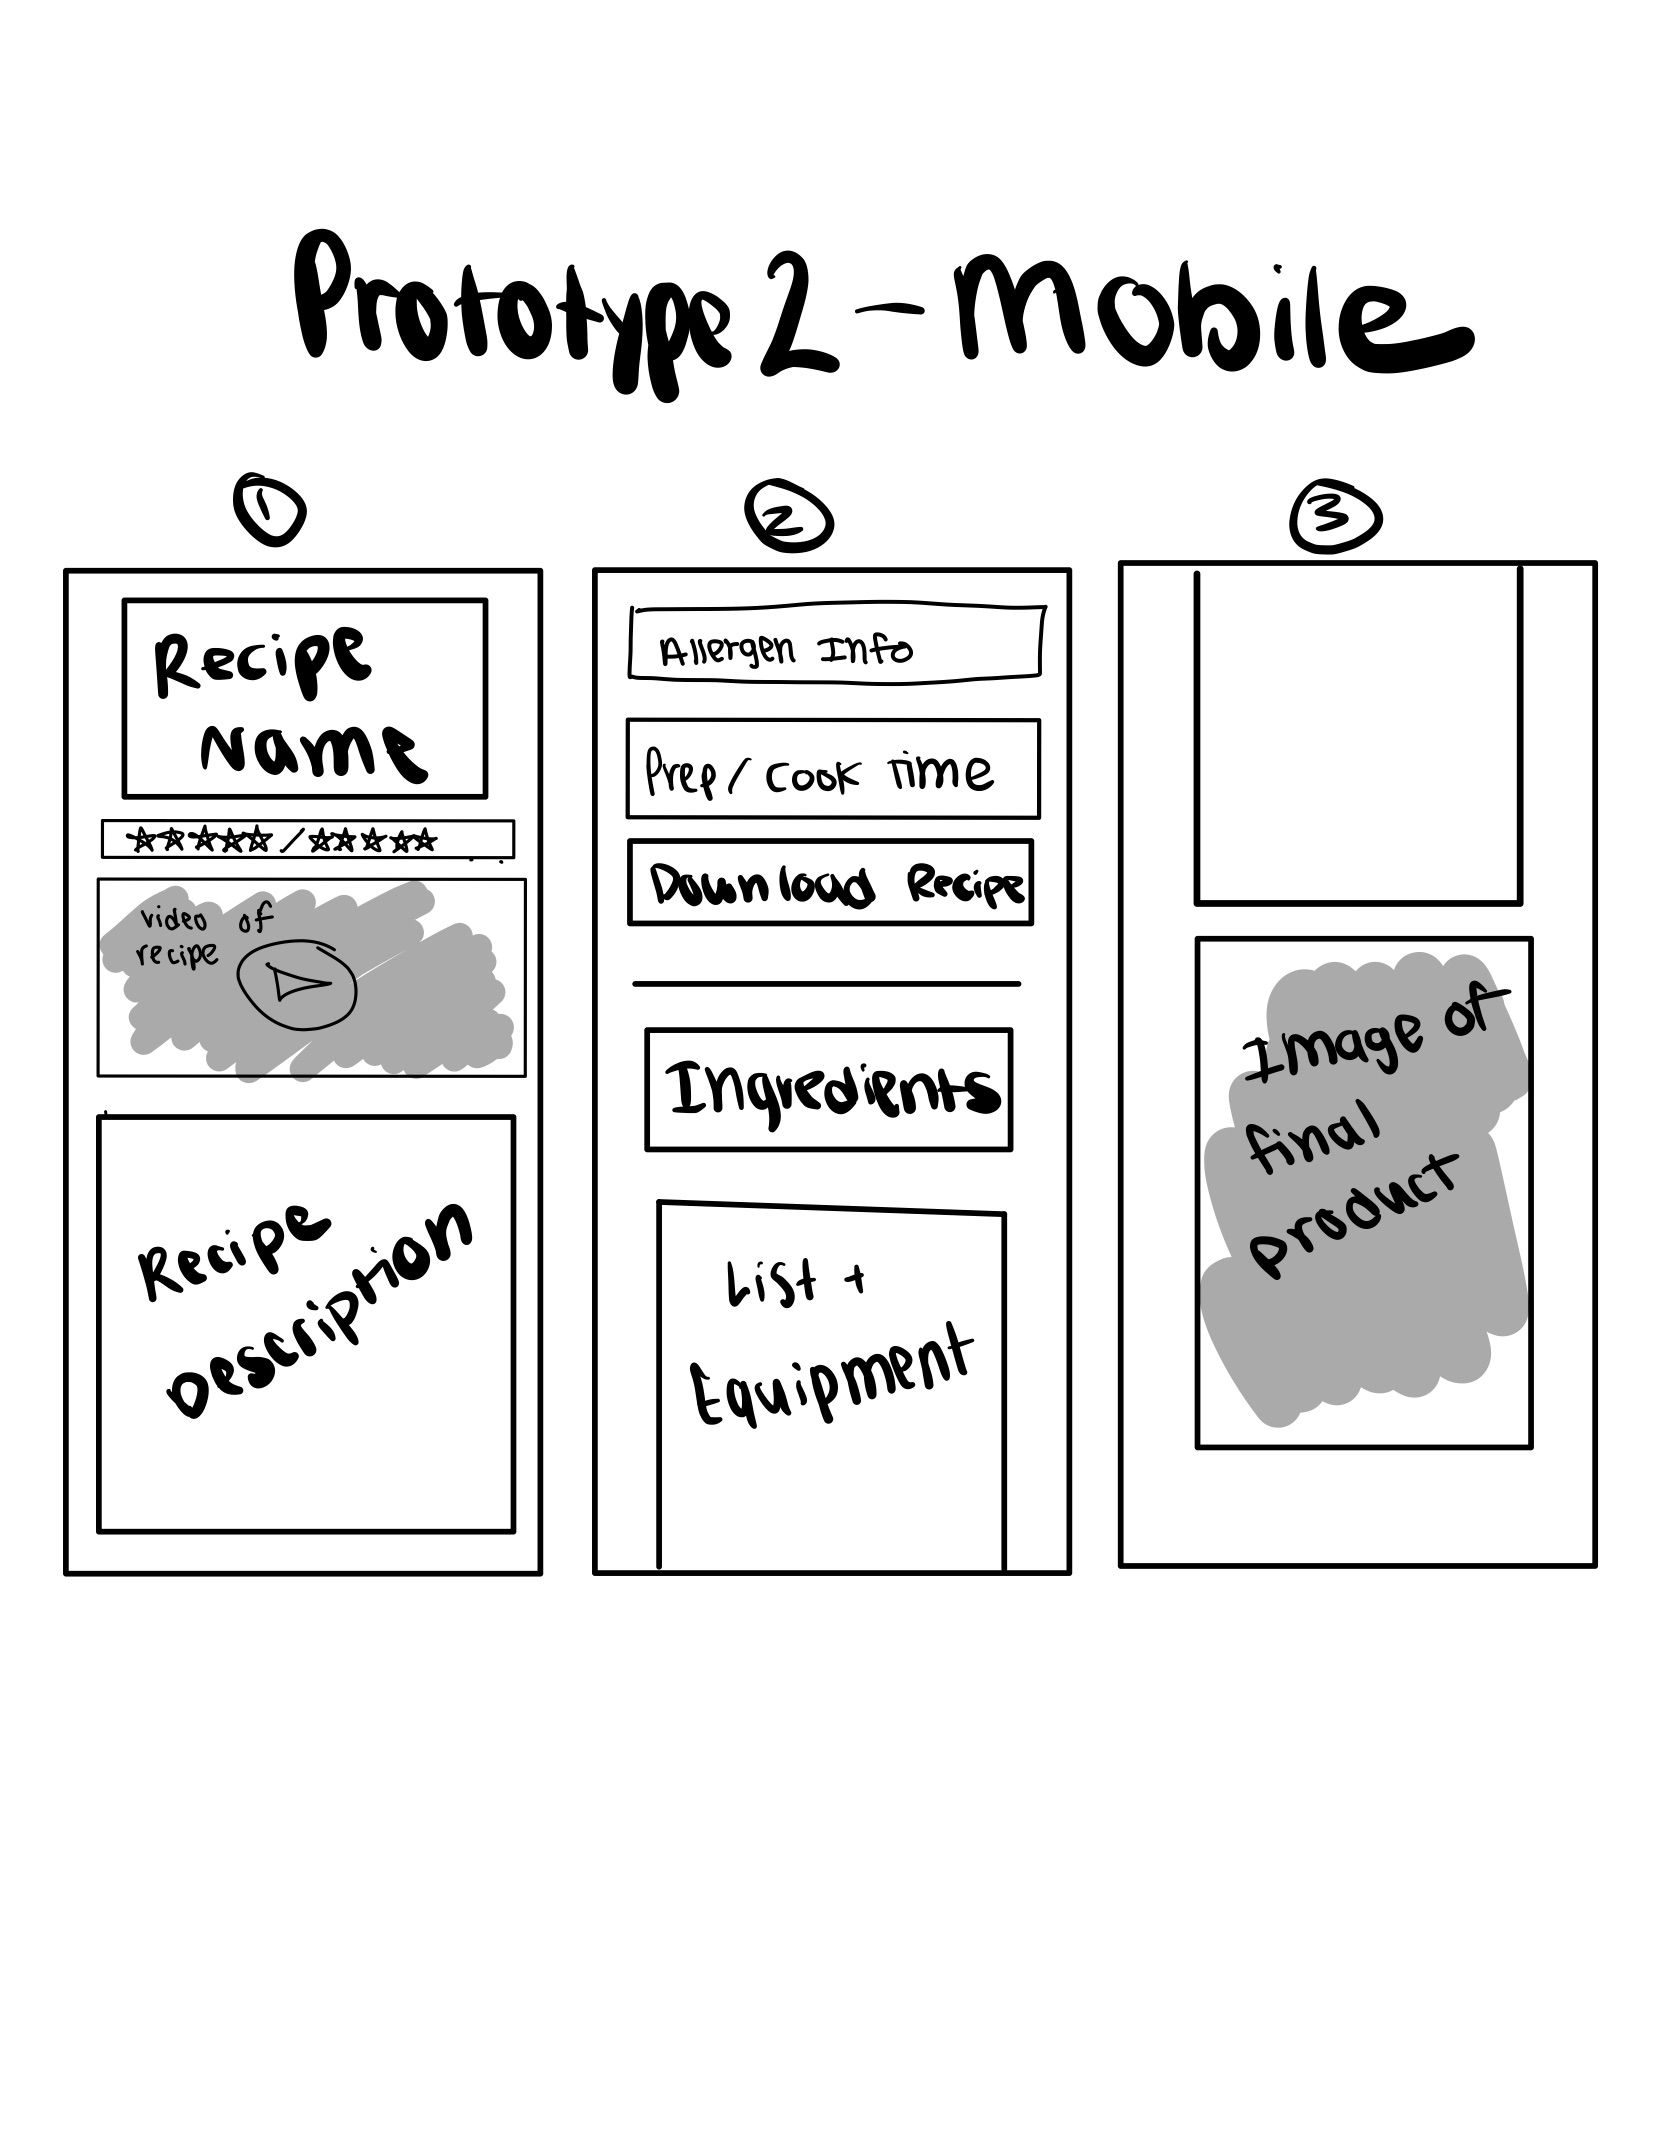 Prototype 2 - Mobile
1
2
3
Recipe
Name
☆☆☆☆☆/☆☆☆☆☆
video of
recipe
Recipe
Description
Allergen Info
Prep/Cook Time
Download Recipe
Ingredients
List +
Equipment
Image of
final
product